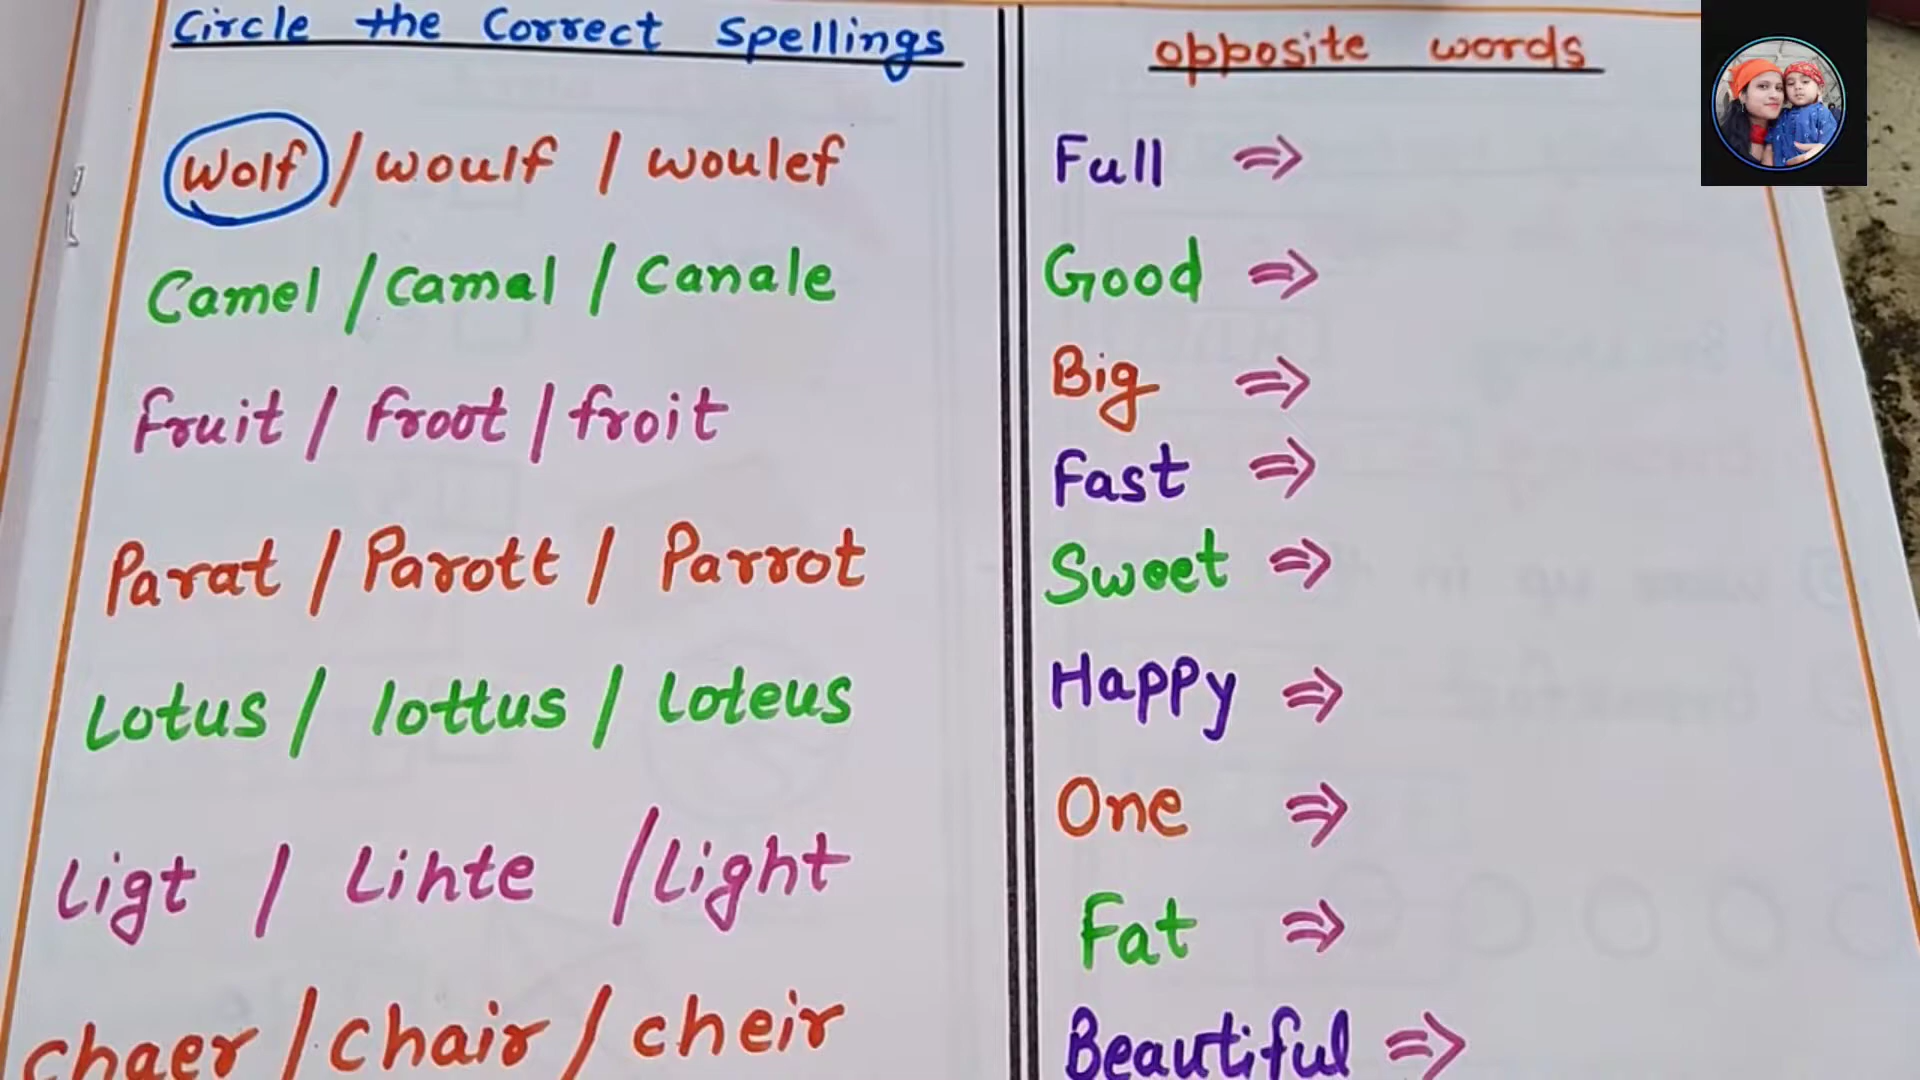 Circle the Correct Spellings
Wolf / woulf / woulef
Camel / camal / canale
fruit / froot / froit
Parat / Parott / Parrot
Lotus / lottus / loteus
Ligt / Linte / Light
chaer / chair / cheir
opposite words
Full ⇒
Good ⇒
Big ⇒
Fast ⇒
Sweet ⇒
Happy ⇒
One ⇒
Fat ⇒
Beautiful ⇒